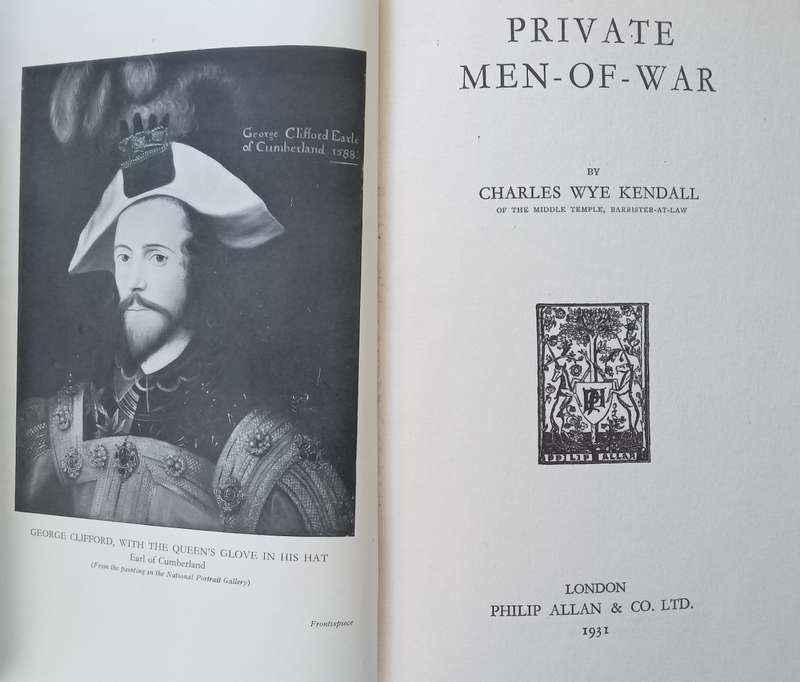 George Clifford Earle
of Cumberland 1588
GEORGE CLIFFORD, WITH THE QUEEN'S GLOVE IN HIS HAT
Earl of Cumberland
(From the painting in the National Portrait Gallery)
Frontispiece
PRIVATE
MEN-OF-WAR
BY
CHARLES WYE KENDALL
OF THE MIDDLE TEMPLE, BARRISTER-AT-LAW
PHILIP ALLAN
LONDON
PHILIP ALLAN & CO. LTD.
1931